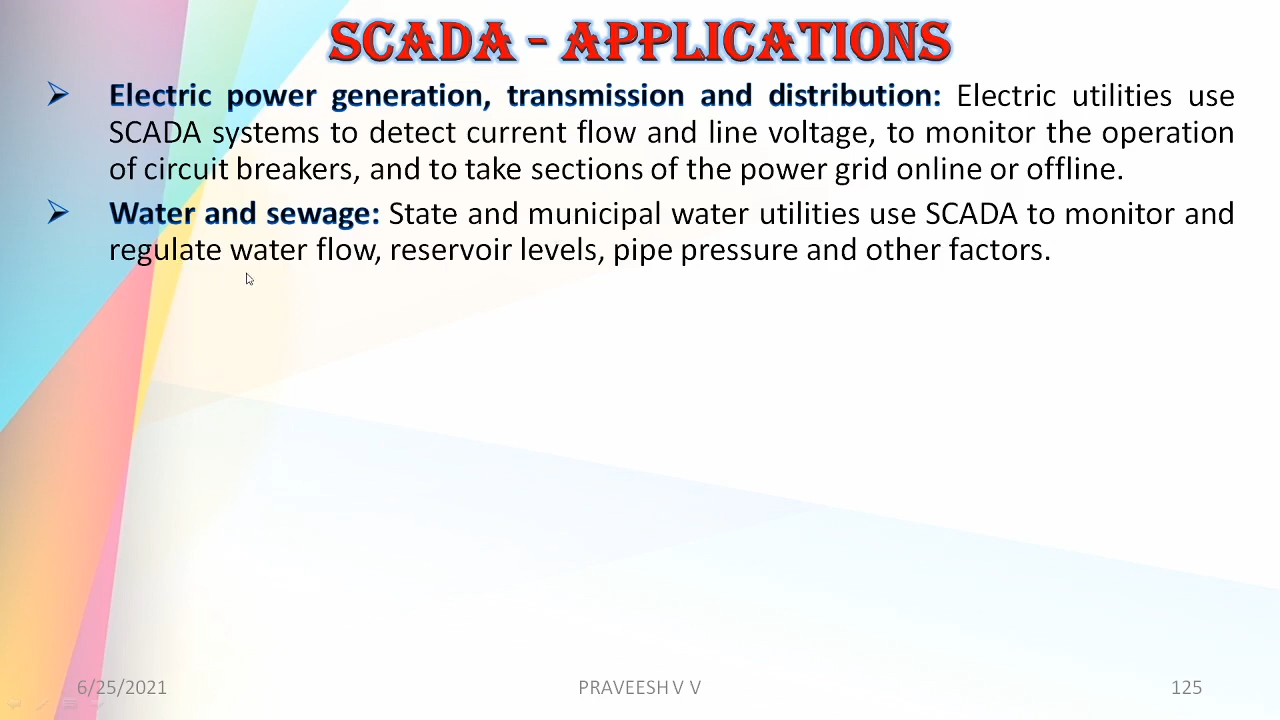 SCADA - APPLICATIONS
Electric power generation, transmission and distribution: Electric utilities use
SCADA systems to detect current flow and line voltage, to monitor the operation
of circuit breakers, and to take sections of the power grid online or offline.
Water and sewage: State and municipal water utilities use SCADA to monitor and
regulate water flow, reservoir levels, pipe pressure and other factors.
6/25/2021
PRAVEESH V V
125